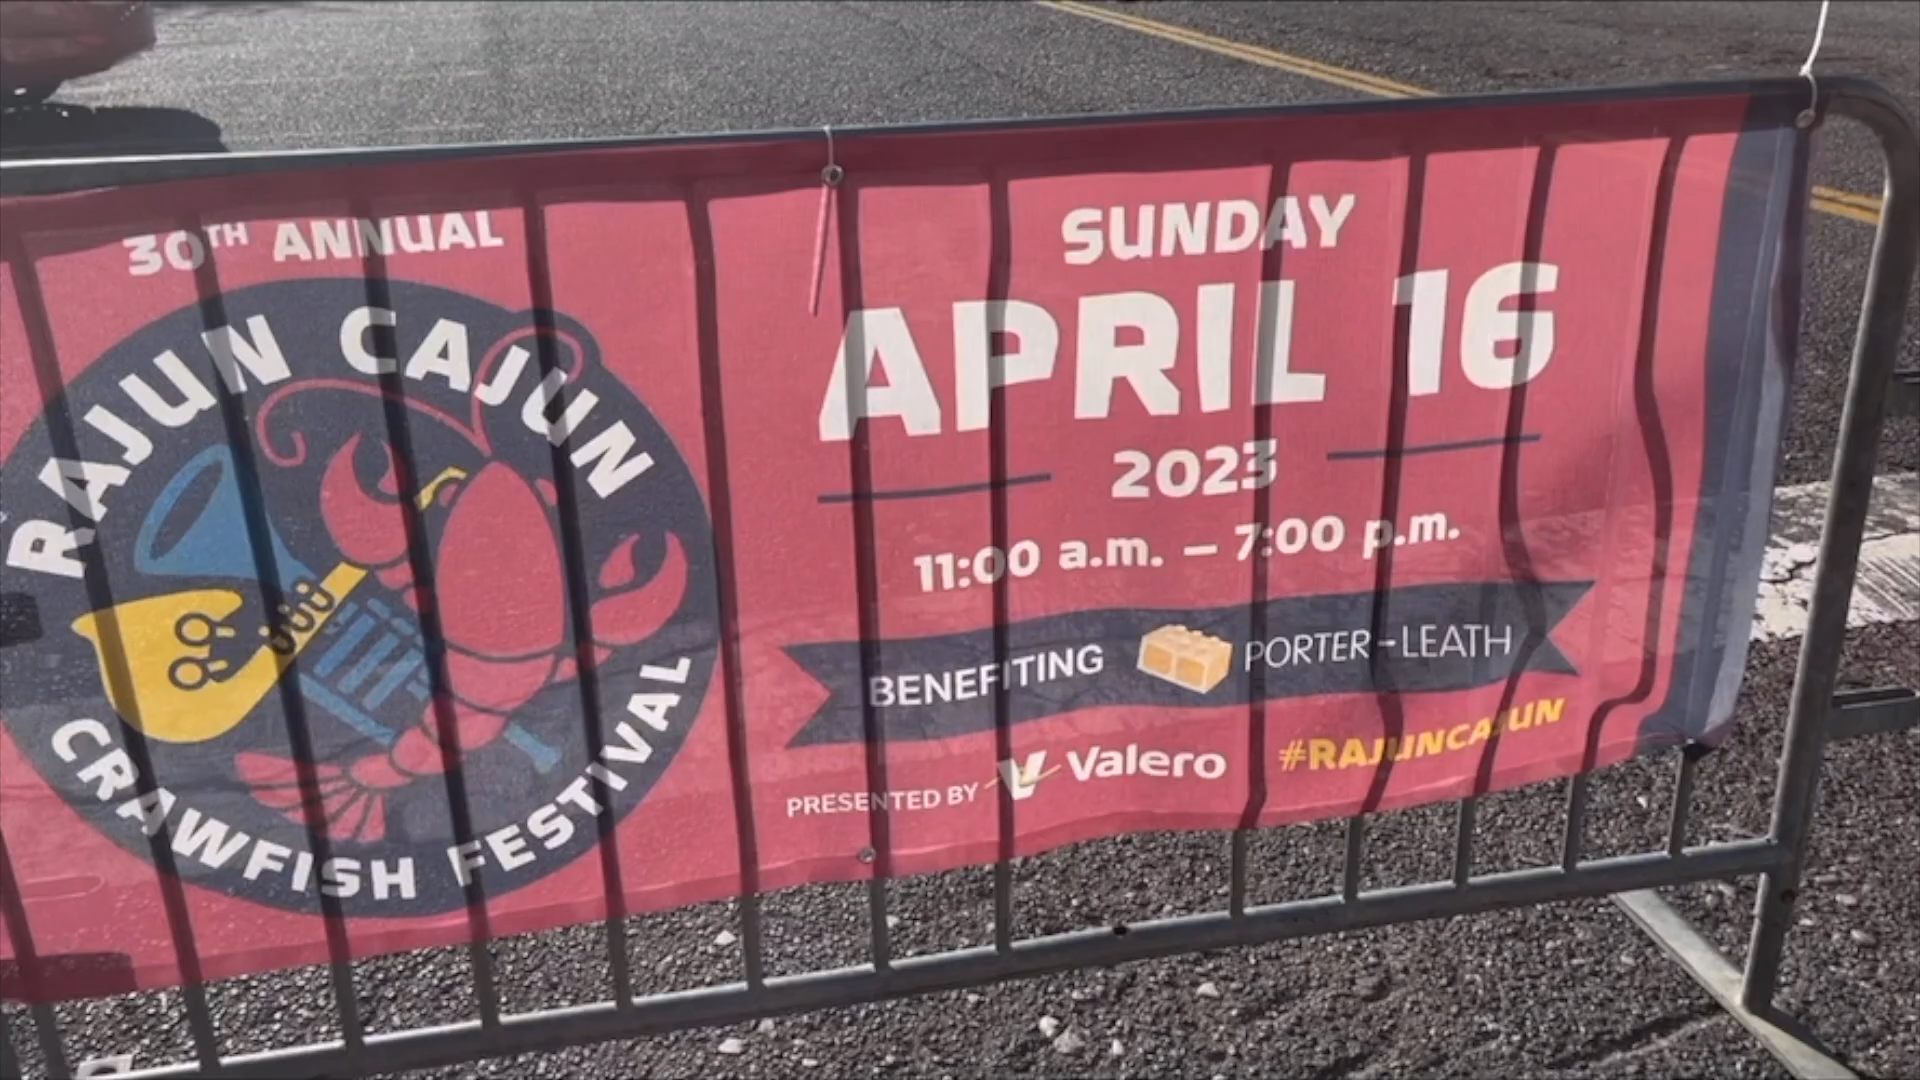 30TH ANNUAL
RAJUN CAJUN
CRAWFISH FESTIVAL
SUNDAY
APRIL 16
2023
11:00 a.m. – 7:00 p.m.
BENEFITING PORTER-LEATH
PRESENTED BY Valero
#RAJUNCAJUN